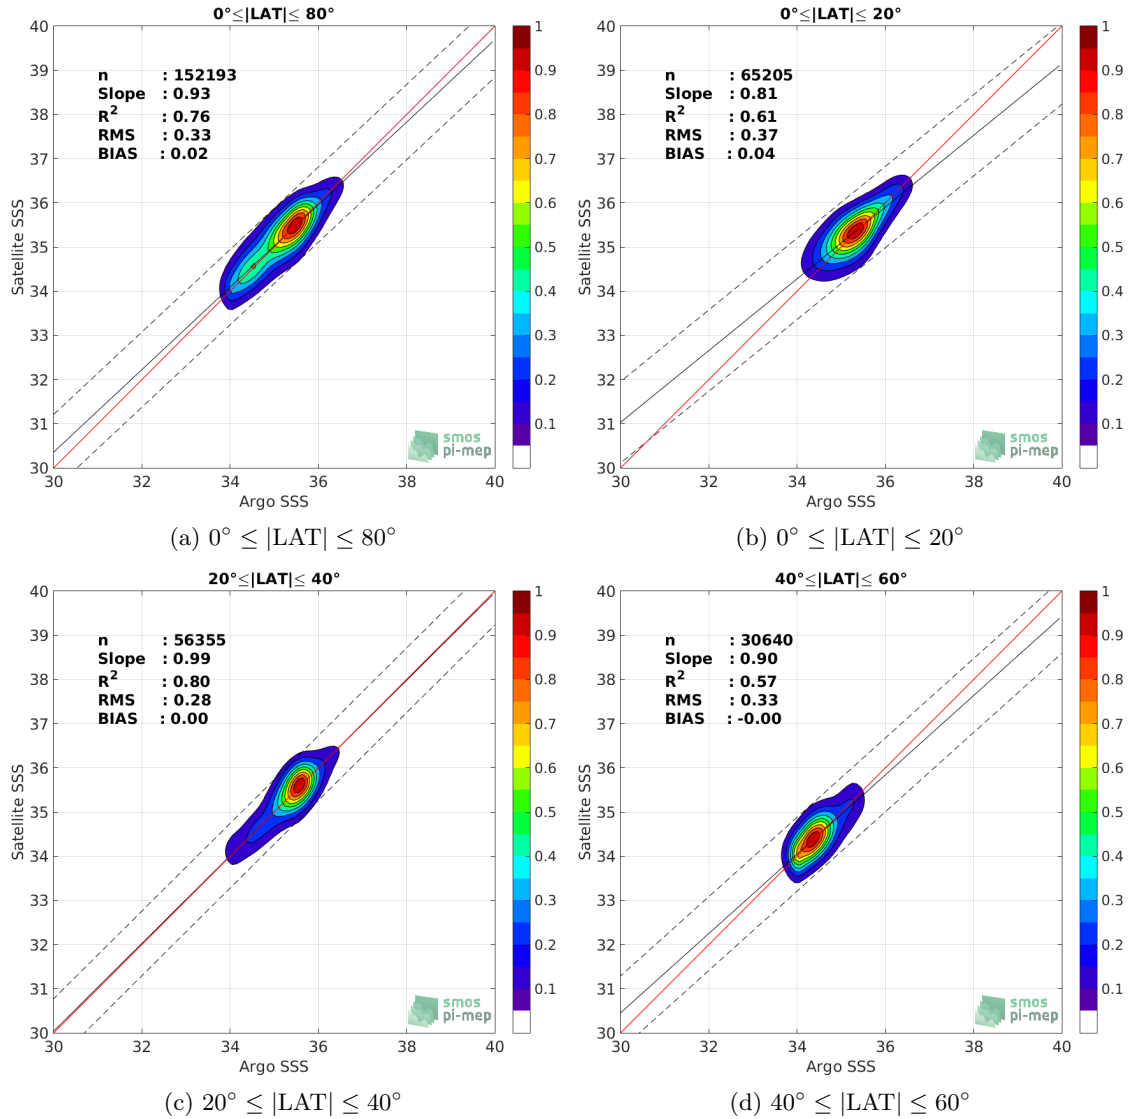 0°≤|LAT|≤ 80°
n : 152193
Slope : 0.93
R2 : 0.76
RMS : 0.33
BIAS : 0.02
40
39
38
37
36
35
34
33
32
31
30
Satellite SSS
30 32 34 36 38 40
Argo SSS
1
0.9
0.8
0.7
0.6
0.5
0.4
0.3
0.2
0.1
smos
pi-mep
(a) 0° ≤ |LAT| ≤ 80°
0°≤|LAT|≤ 20°
n : 65205
Slope : 0.81
R2 : 0.61
RMS : 0.37
BIAS : 0.04
40
39
38
37
36
35
34
33
32
31
30
Satellite SSS
30 32 34 36 38 40
Argo SSS
1
0.9
0.8
0.7
0.6
0.5
0.4
0.3
0.2
0.1
smos
pi-mep
(b) 0° ≤ |LAT| ≤ 20°
20°≤|LAT|≤ 40°
n : 56355
Slope : 0.99
R2 : 0.80
RMS : 0.28
BIAS : 0.00
40
39
38
37
36
35
34
33
32
31
30
Satellite SSS
30 32 34 36 38 40
Argo SSS
1
0.9
0.8
0.7
0.6
0.5
0.4
0.3
0.2
0.1
smos
pi-mep
(c) 20° ≤ |LAT| ≤ 40°
40°≤|LAT|≤ 60°
n : 30640
Slope : 0.90
R2 : 0.57
RMS : 0.33
BIAS : -0.00
40
39
38
37
36
35
34
33
32
31
30
Satellite SSS
30 32 34 36 38 40
Argo SSS
1
0.9
0.8
0.7
0.6
0.5
0.4
0.3
0.2
0.1
smos
pi-mep
(d) 40° ≤ |LAT| ≤ 60°